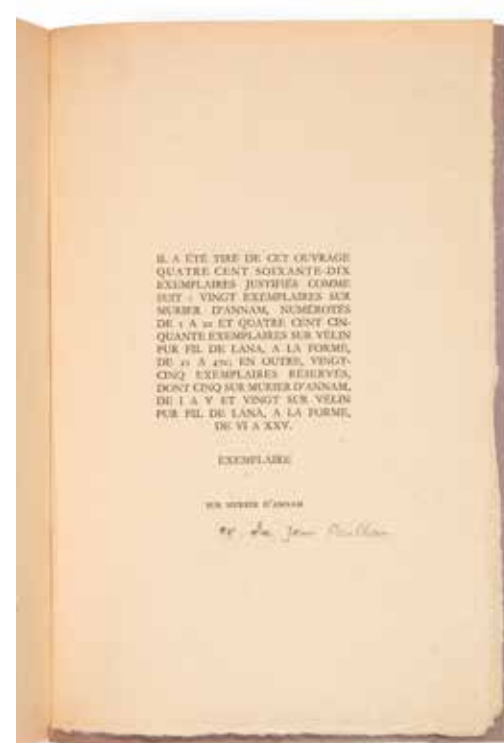 IL A ÉTÉ TIRÉ DE CET OUVRAGE
QUATRE CENT SOIXANTE-DIX
EXEMPLAIRES JUSTIFIÉS COMME
SUIT : VINGT EXEMPLAIRES SUR
MURIER D'ANNAM, NUMÉROTÉS
DE 1 A 20 ET QUATRE CENT CIN-
QUANTE EXEMPLAIRES SUR VÉLIN
PUR FIL DE LANA, A LA FORME,
DE 21 A 470; EN OUTRE, VINGT-
CINQ EXEMPLAIRES RÉSERVÉS,
DONT CINQ SUR MURIER D'ANNAM,
DE I A V ET VINGT SUR VÉLIN
PUR FIL DE LANA, A LA FORME,
DE VI A XXV.
EXEMPLAIRE
SUR MURIER D'ANNAM
ex. de Jean